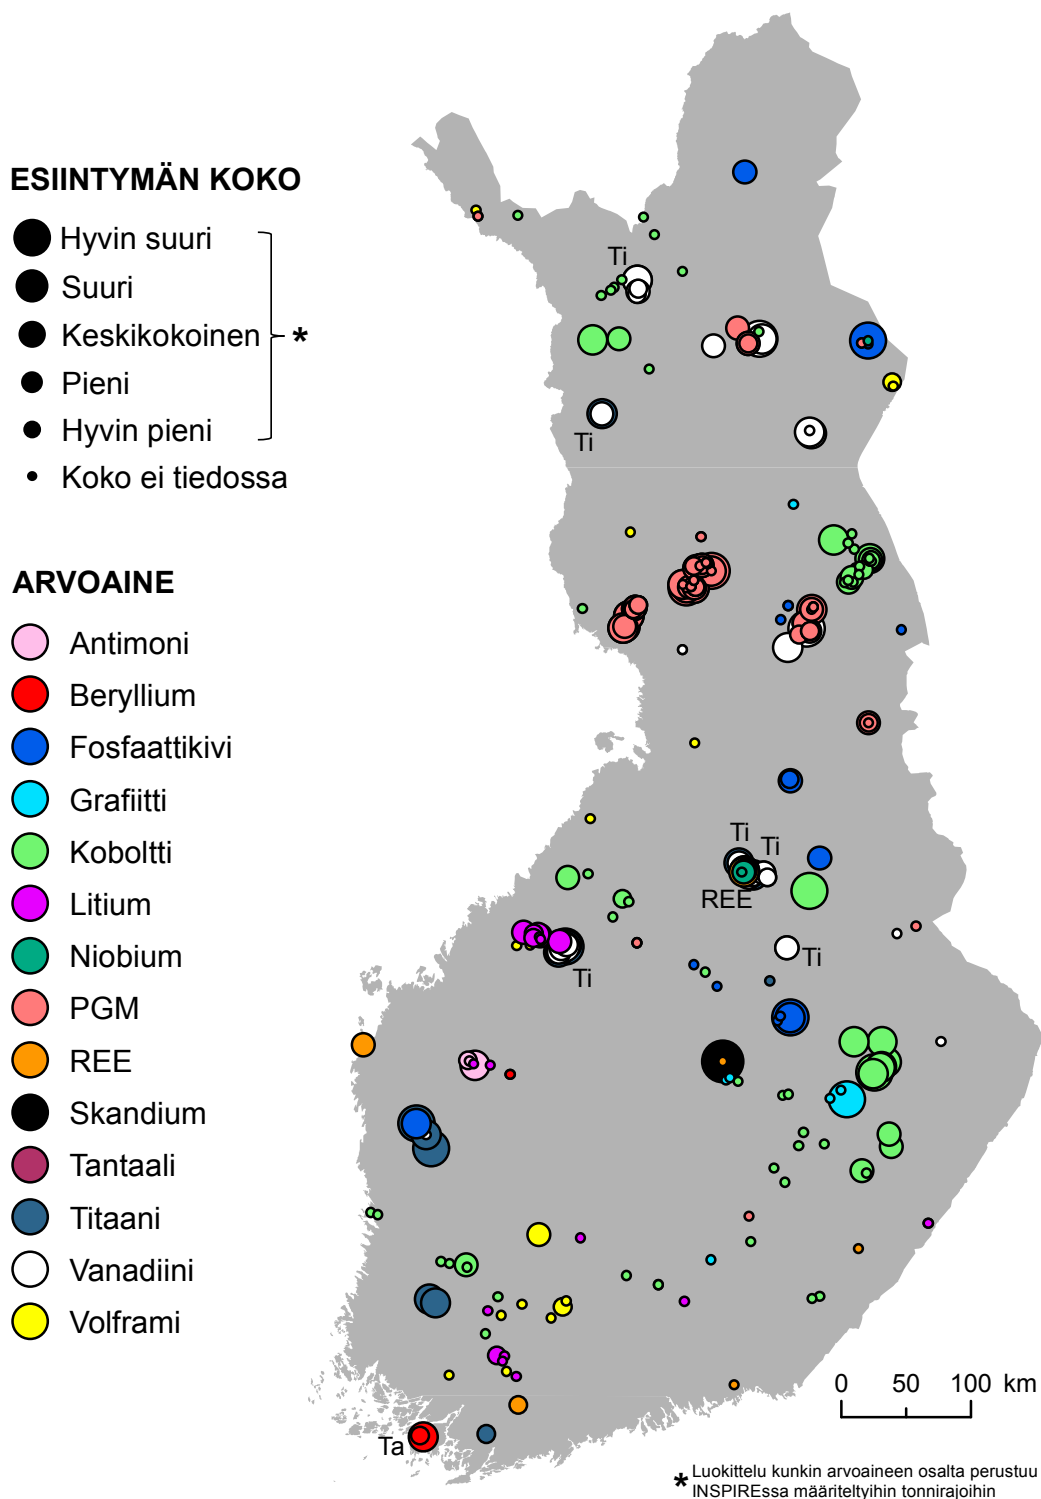 ESIINTYMÄN KOKO
Hyvin suuri
Suuri
Keskikokoinen
*
Pieni
Hyvin pieni
Koko ei tiedossa
ARVOAINE
Antimoni
Beryllium
Fosfaattikivi
Grafiitti
Koboltti
Litium
Niobium
PGM
REE
Skandium
Tantaali
Titaani
Vanadiini
Volframi
Ti
Ti
Ti
Ti
REE
Ti
Ti
Ta
0 50 100 km
* Luokittelu kunkin arvoaineen osalta perustuu
INSPIREssa määriteltyihin tonnirajoihin